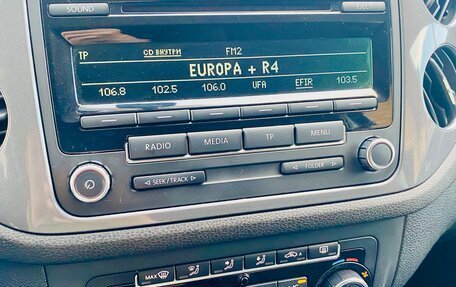 SOUND EJECT
TP CD ВНУТРИ FM2
EUROPA + R4
106.8 102.5 106.0 UFA EFIR 103.5
RADIO MEDIA TP MENU
SEEK / TRACK FOLDER
MAX